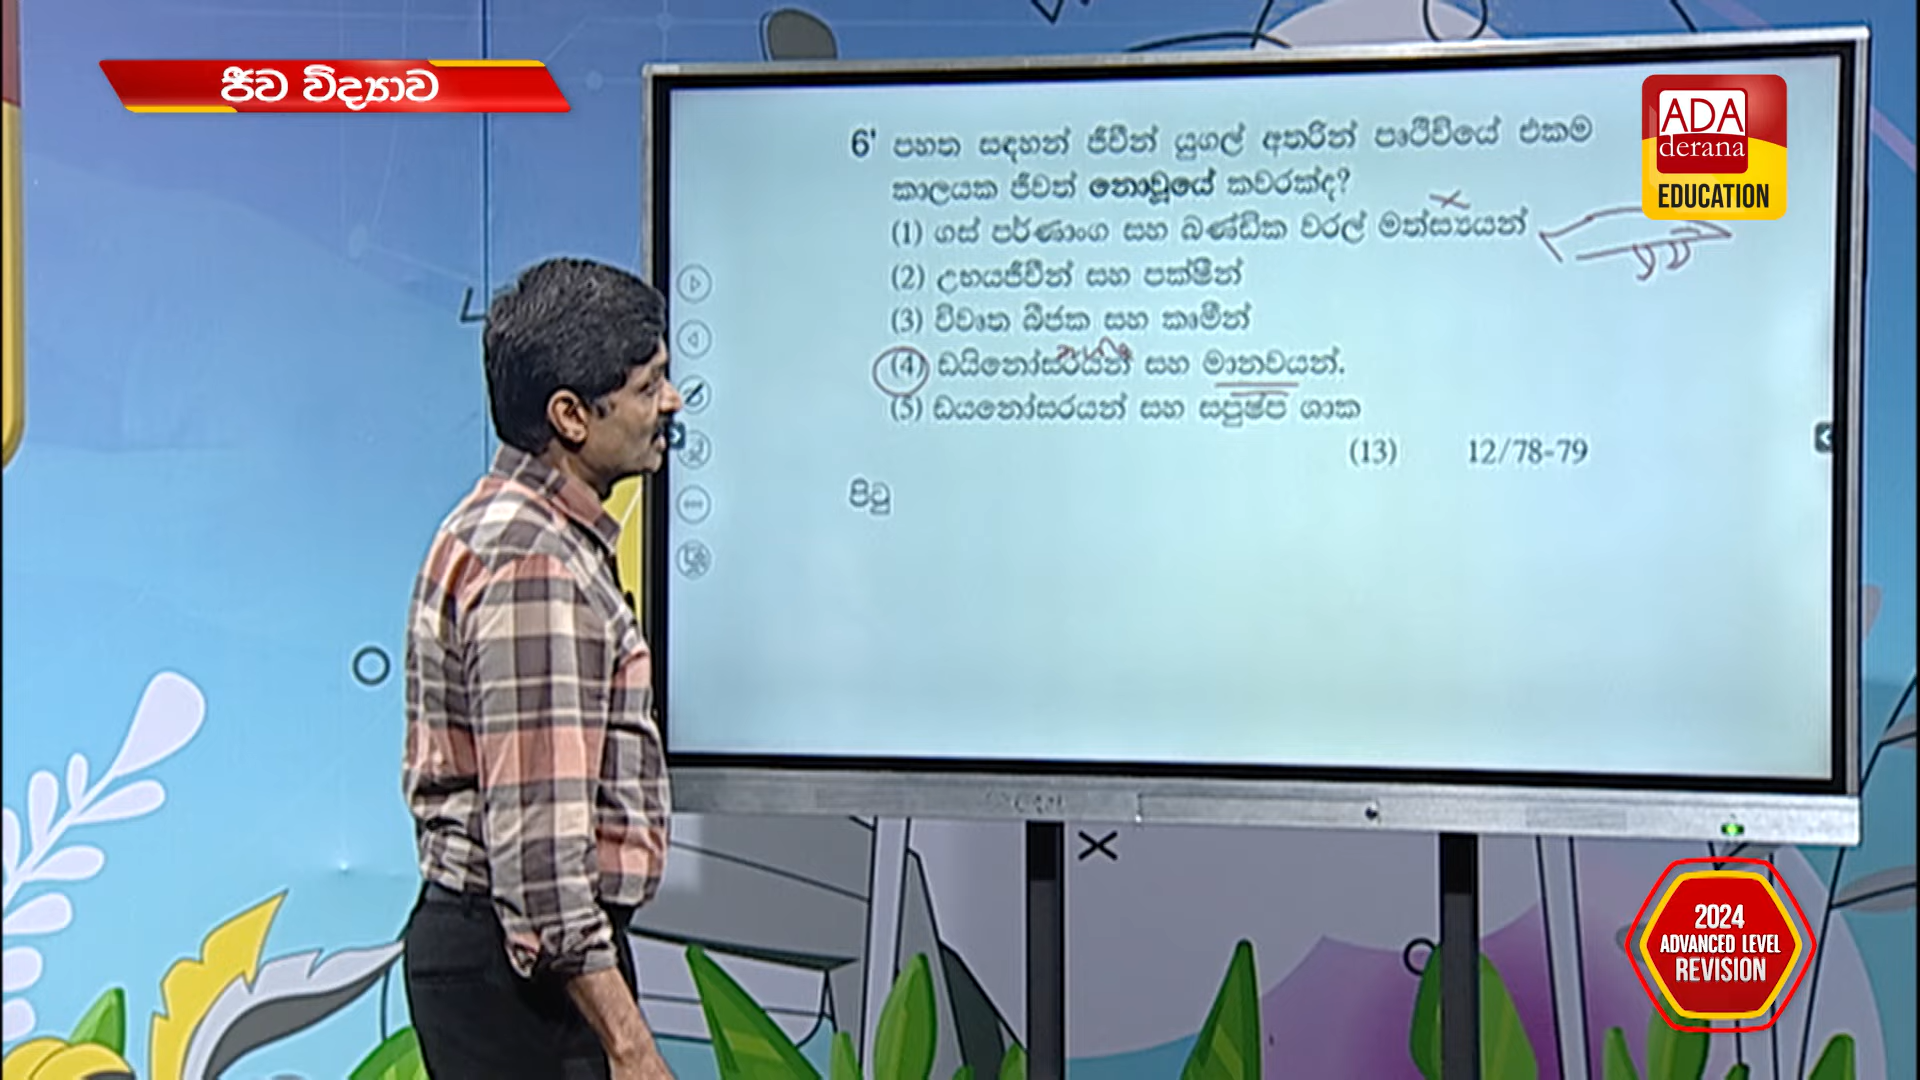 ජීව විද්‍යාව
ADA
derana
EDUCATION
6' පහත සඳහන් ජීවීන් යුගල් අතරින් පෘථිවියේ එකම
කාලයක ජීවත් නොවූයේ කවරක්ද?
(1) ගස් පර්ණාංග සහ ඛණ්ඩික වරල් මත්ස්‍යයන්
(2) උභයජීවීන් සහ පක්ෂීන්
(3) විවෘත බීජක සහ කෘමීන්
(4) ඩයිනෝසරයන් සහ මානවයන්.
(5) ඩයනෝසරයන් සහ සපුෂ්ප ශාක
(13) 12/78-79
පිටු
2024
ADVANCED LEVEL
REVISION